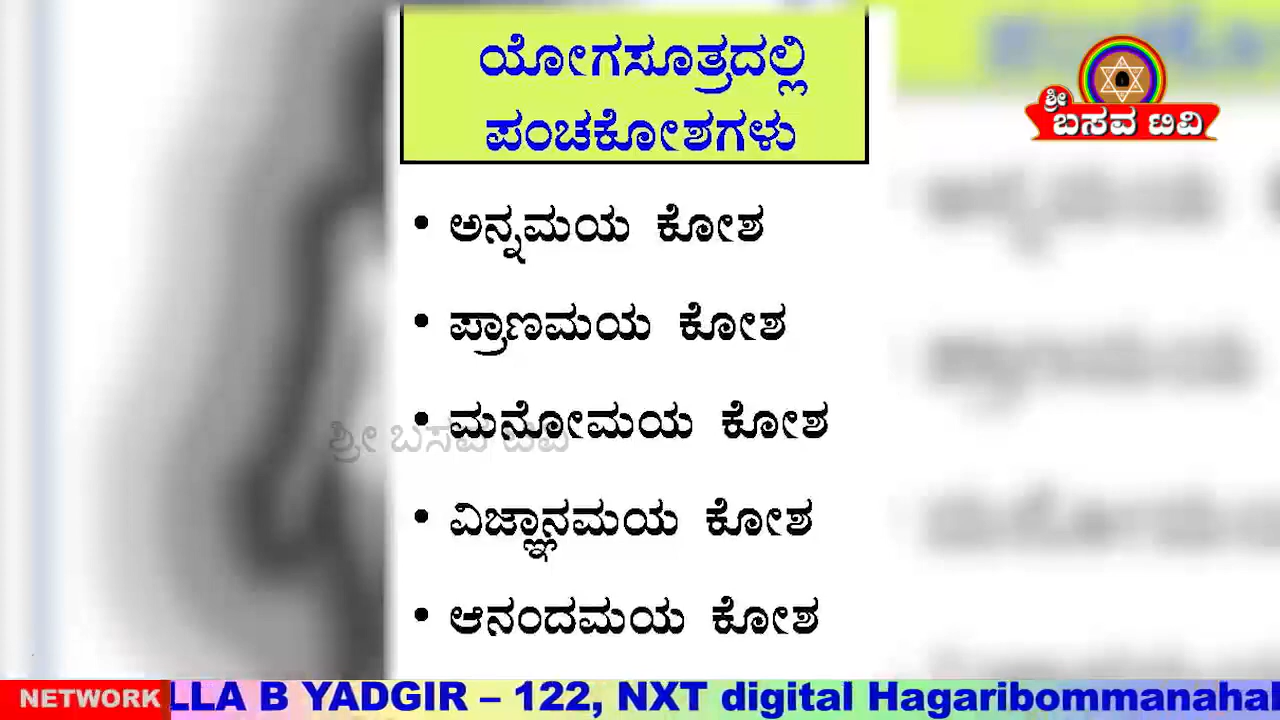 ಯೋಗಸೂತ್ರದಲ್ಲಿ
ಪಂಚಕೋಶಗಳು
ಶ್ರೀ
ಬಸವ ಟಿವಿ
• ಅನ್ನಮಯ ಕೋಶ
• ಪ್ರಾಣಮಯ ಕೋಶ
• ಮನೋಮಯ ಕೋಶ
ಶ್ರೀ ಬಸವ ಟಿವಿ
• ವಿಜ್ಞಾನಮಯ ಕೋಶ
• ಆನಂದಮಯ ಕೋಶ
NETWORK LLA B YADGIR – 122, NXT digital Hagaribommanahal